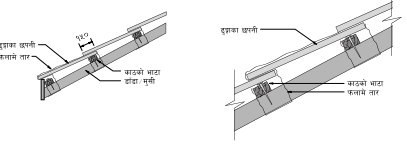 ढुङ्गाका छपनी
फलामे तार
१५०
काठको भाटा
डाँडा/मुसी
ढुङ्गाका छपनी
काठको भाटा
फलामे तार